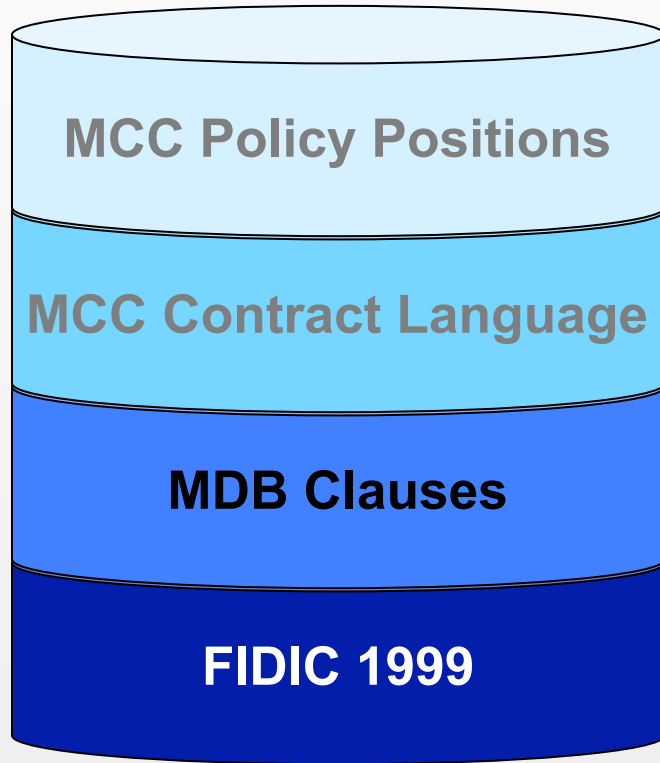 MCC Policy Positions
MCC Contract Language
MDB Clauses
FIDIC 1999